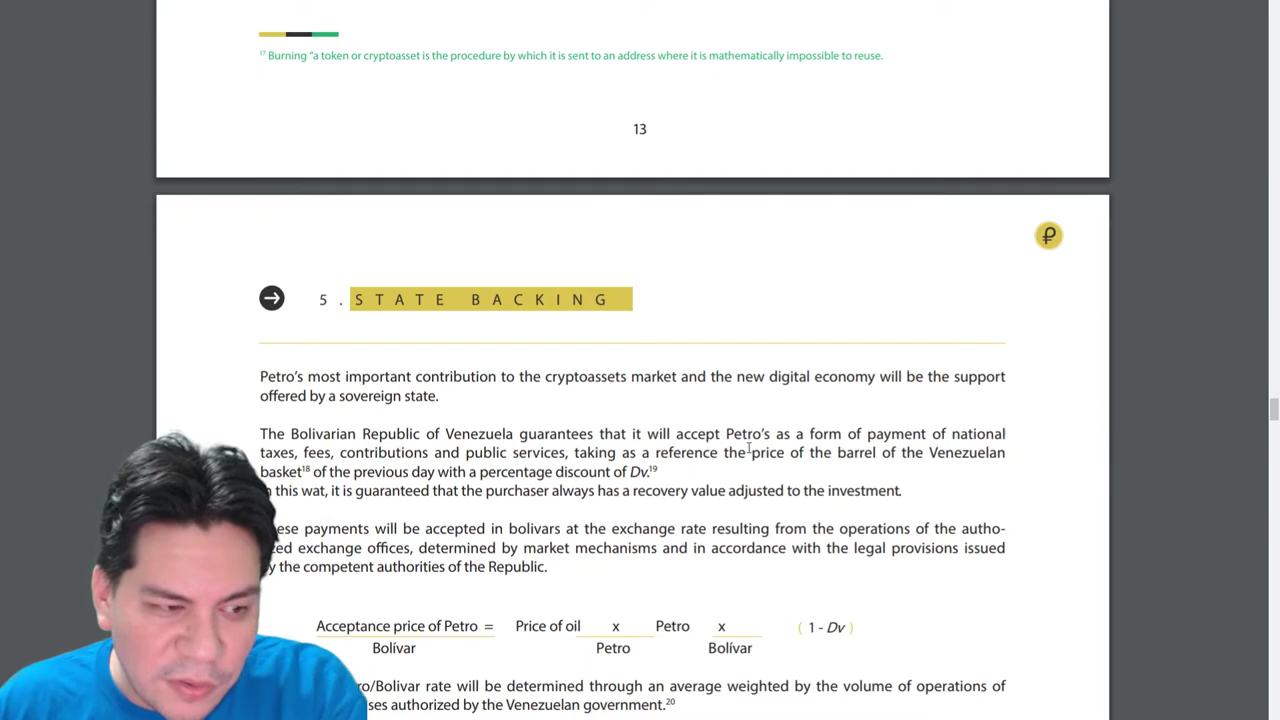 17 Burning "a token or cryptoasset is the procedure by which it is sent to an address where it is mathematically impossible to reuse.
13
5. STATE BACKING
Petro's most important contribution to the cryptoassets market and the new digital economy will be the support
offered by a sovereign state.
The Bolivarian Republic of Venezuela guarantees that it will accept Petro's as a form of payment of national
taxes, fees, contributions and public services, taking as a reference the price of the barrel of the Venezuelan
basket18 of the previous day with a percentage discount of Dv.19
this wat, it is guaranteed that the purchaser always has a recovery value adjusted to the investment.
payments will be accepted in bolivars at the exchange rate resulting from the operations of the autho-
exchange offices, determined by market mechanisms and in accordance with the legal provisions issued
the competent authorities of the Republic.
Acceptance price of Petro = Price of oil x Petro x ( 1 - Dv )
Bolívar Petro Bolívar
/Bolivar rate will be determined through an average weighted by the volume of operations of
authorized by the Venezuelan government.20